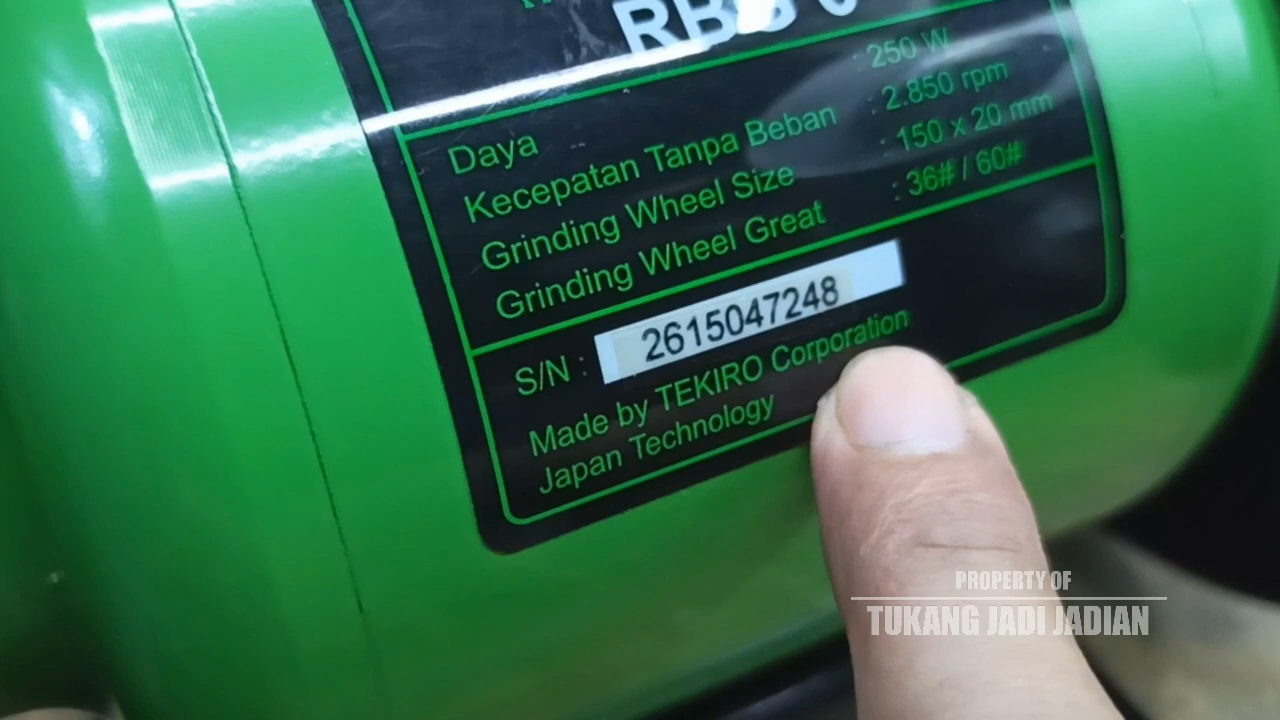 Daya : 250 W
Kecepatan Tanpa Beban : 2.850 rpm
Grinding Wheel Size : 150 x 20 mm
Grinding Wheel Great : 36# / 60#
S/N : 2615047248
Made by TEKIRO Corporation
Japan Technology
PROPERTY OF
TUKANG JADI JADIAN